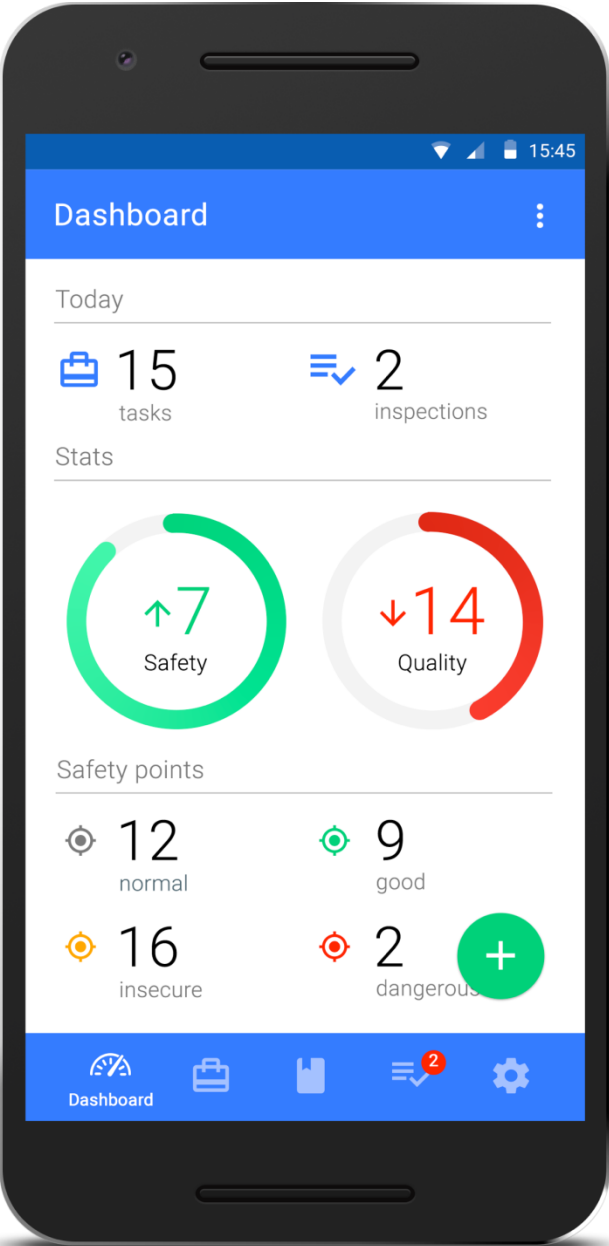 15:45
Dashboard
Today
15 2
tasks inspections
Stats
7 14
Safety Quality
Safety points
12 9
normal good
16 2
insecure dangerous
2
Dashboard